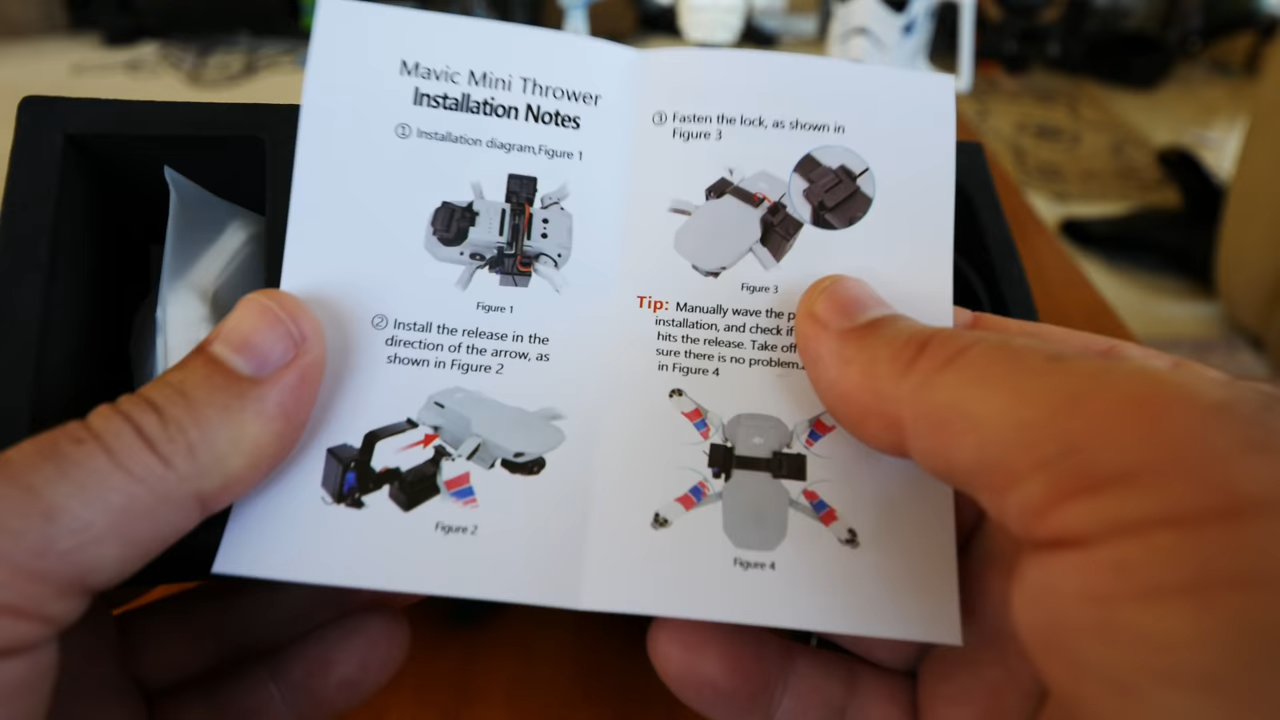 Mavic Mini Thrower
Installation Notes
① Installation diagram,Figure 1
Figure 1
② Install the release in the
direction of the arrow, as
shown in Figure 2
Figure 2
③ Fasten the lock, as shown in
Figure 3
Figure 3
Tip: Manually wave the
installation, and check if
hits the release. Take off
sure there is no problem
in Figure 4
Figure 4